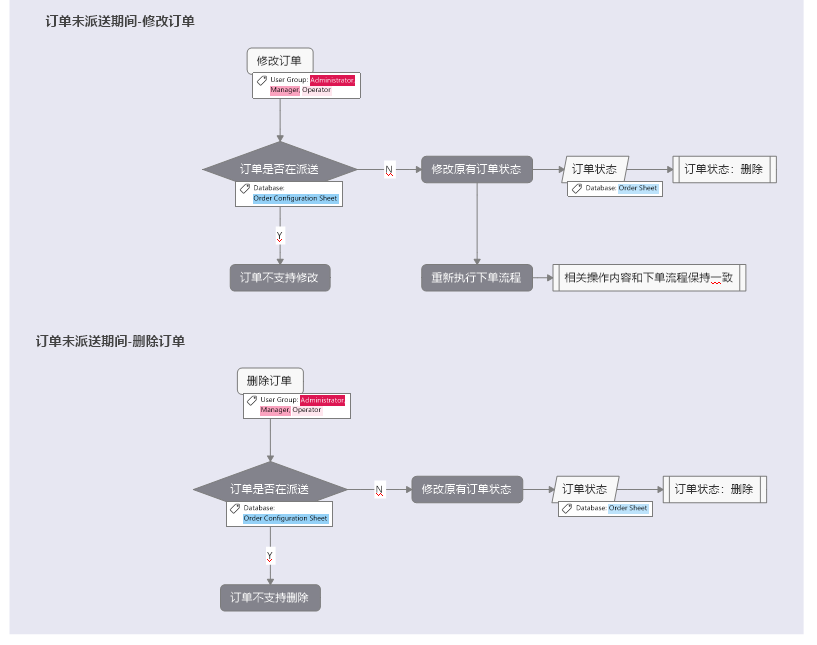 订单未派送期间-修改订单
修改订单
User Group: Administrator,
Manager, Operator
订单是否在派送
N
修改原有订单状态
订单状态
订单状态：删除
Database:
Order Configuration Sheet
Database: Order Sheet
Y
订单不支持修改
重新执行下单流程
相关操作内容和下单流程保持一致
订单未派送期间-删除订单
删除订单
User Group: Administrator,
Manager, Operator
订单是否在派送
N
修改原有订单状态
订单状态
订单状态：删除
Database:
Order Configuration Sheet
Database: Order Sheet
Y
订单不支持删除